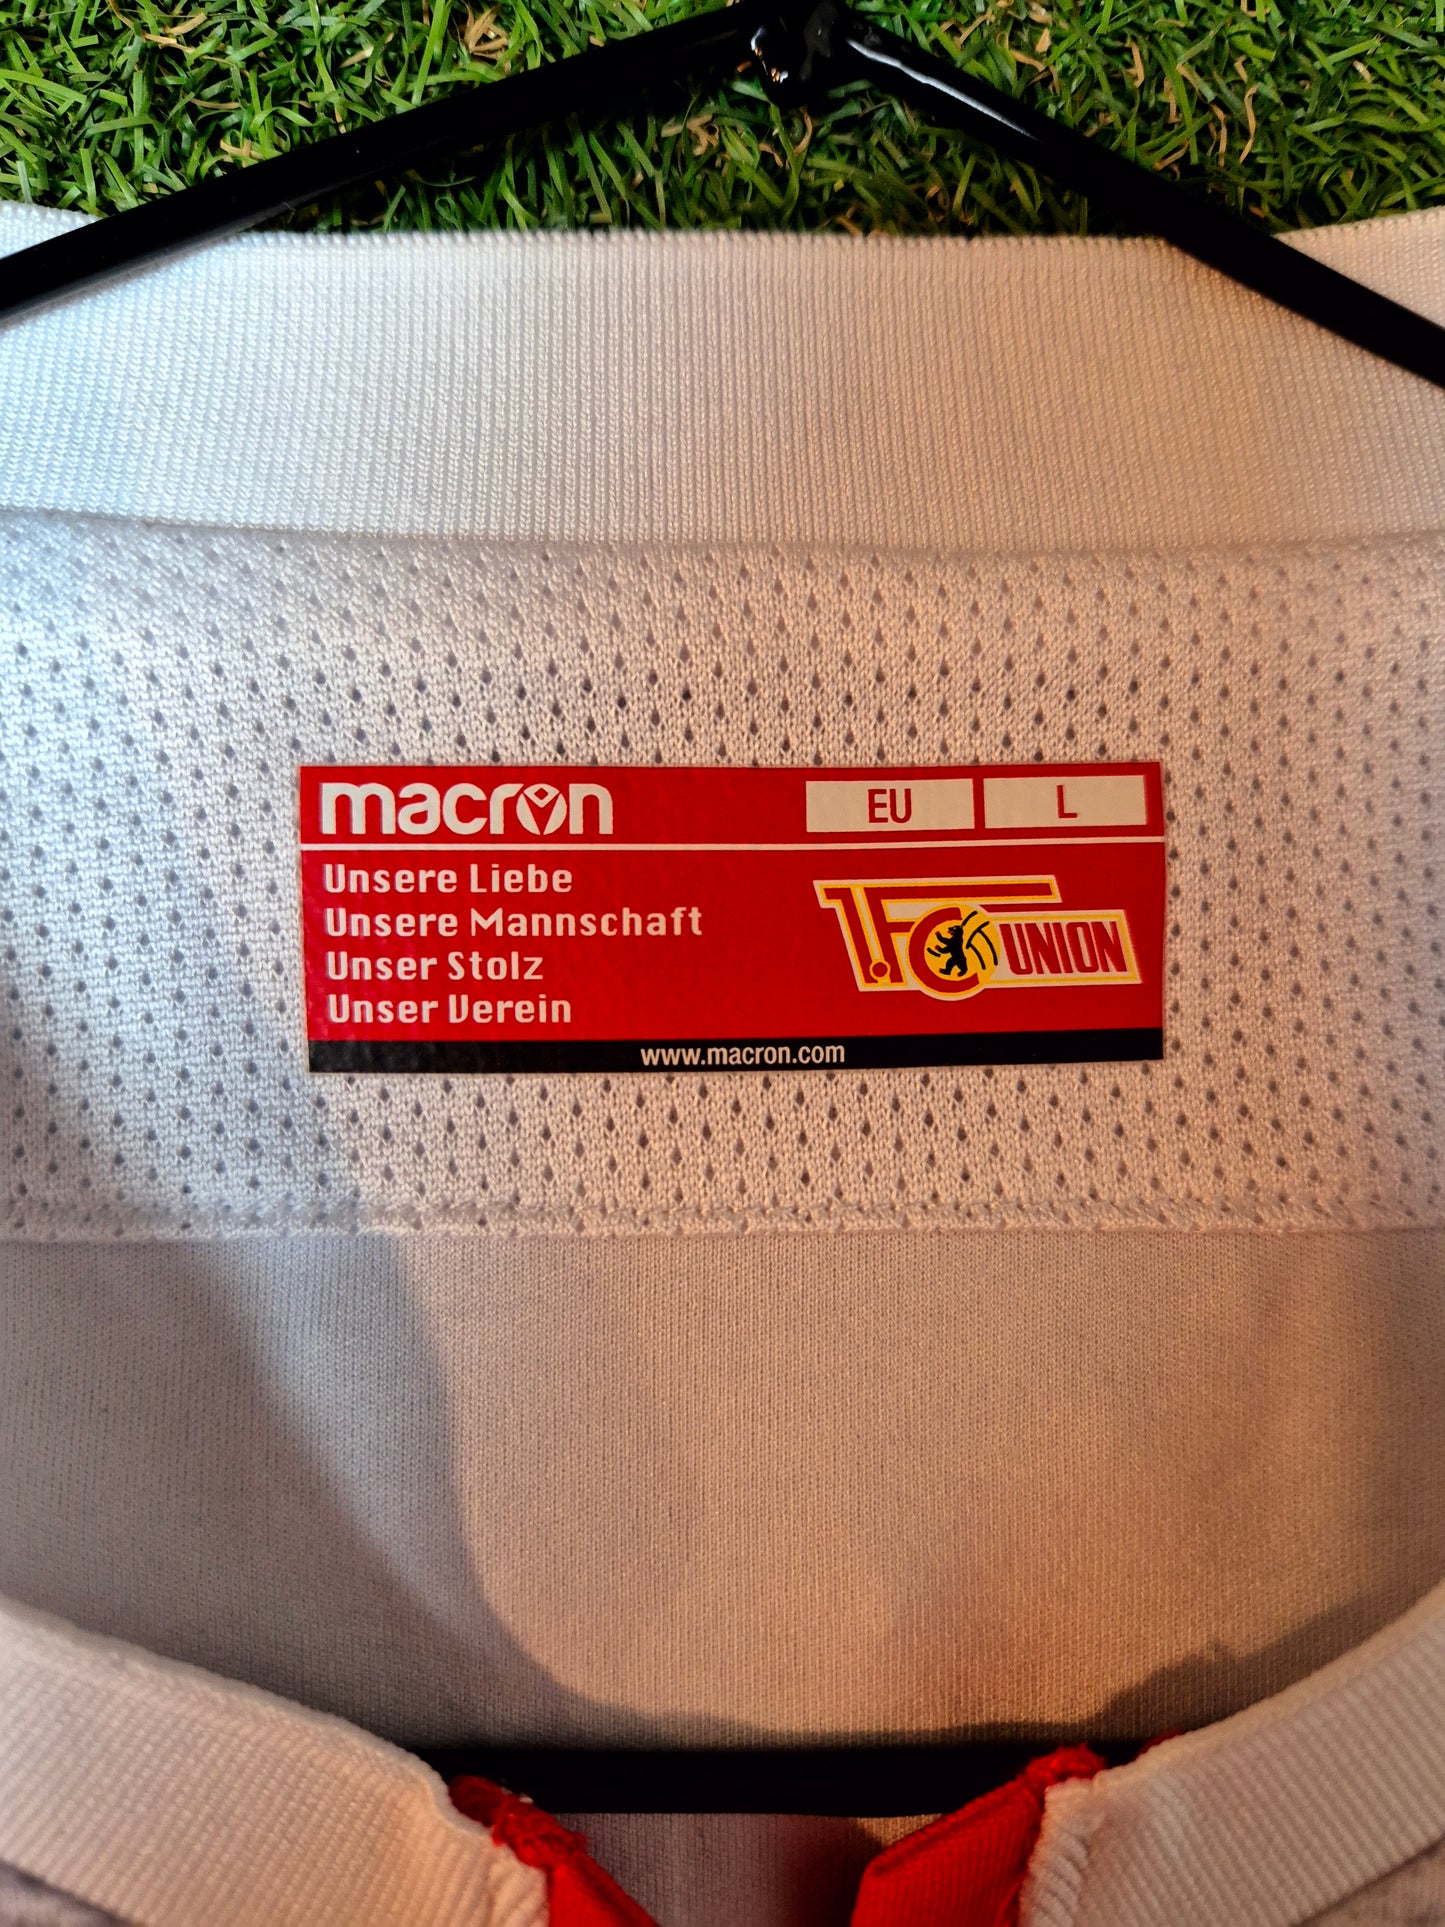 macron EU L
Unsere Liebe
Unsere Mannschaft
Unser Stolz
Unser Verein
1.FC UNION
www.macron.com